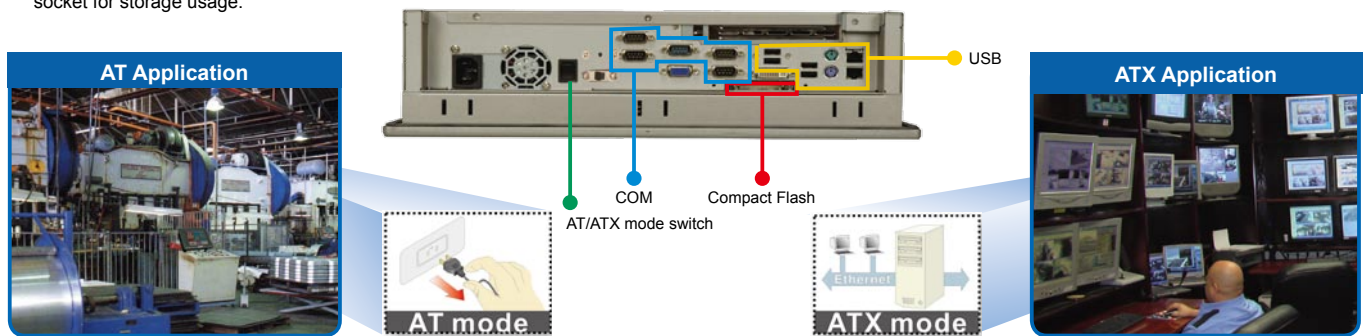 socket for storage usage.
AT Application
USB
ATX Application
COM
Compact Flash
AT/ATX mode switch
Ethernet
AT mode
ATX mode